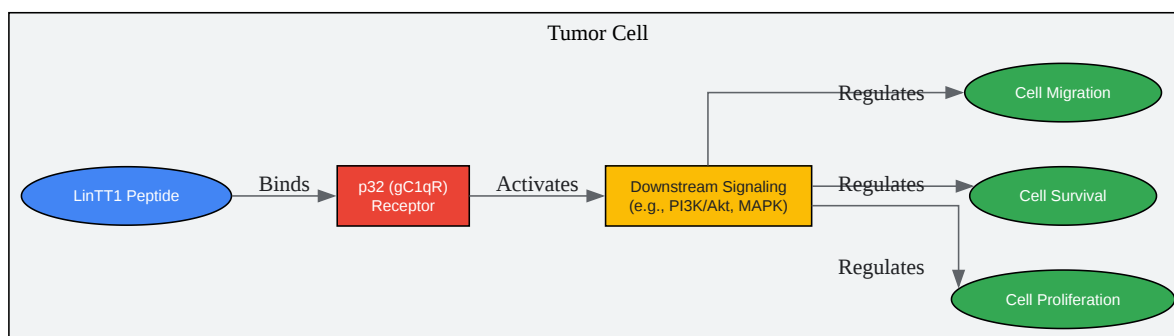 Tumor Cell
LinTT1 Peptide
Binds
p32 (gC1qR)
Receptor
Activates
Downstream Signaling
(e.g., PI3K/Akt, MAPK)
Regulates
Cell Migration
Regulates
Cell Survival
Regulates
Cell Proliferation